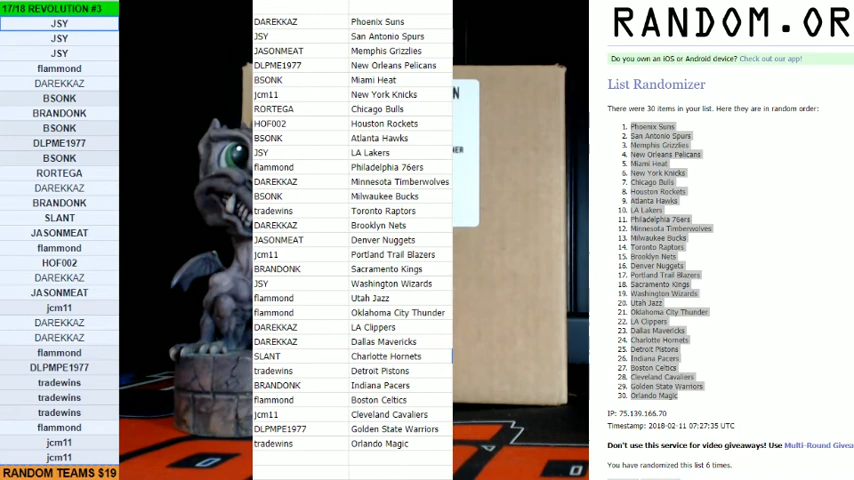 17/18 REVOLUTION #3
JSY
JSY
JSY
flammond
DAREKKAZ
BSONK
BRANDONK
BSONK
DLPME1977
BSONK
RORTEGA
DAREKKAZ
BRANDONK
SLANT
JASONMEAT
flammond
HOF002
DAREKKAZ
JASONMEAT
jcm11
DAREKKAZ
DAREKKAZ
flammond
DLPME1977
tradewins
tradewins
tradewins
flammond
jcm11
jcm11
RANDOM TEAMS $19
DAREKKAZ Phoenix Suns
JSY San Antonio Spurs
JASONMEAT Memphis Grizzlies
DLPME1977 New Orleans Pelicans
BSONK Miami Heat
jcm11 New York Knicks
RORTEGA Chicago Bulls
HOF002 Houston Rockets
BSONK Atlanta Hawks
JSY LA Lakers
flammond Philadelphia 76ers
DAREKKAZ Minnesota Timberwolves
BSONK Milwaukee Bucks
tradewins Toronto Raptors
DAREKKAZ Brooklyn Nets
JASONMEAT Denver Nuggets
jcm11 Portland Trail Blazers
BRANDONK Sacramento Kings
JSY Washington Wizards
flammond Utah Jazz
flammond Oklahoma City Thunder
DAREKKAZ LA Clippers
DAREKKAZ Dallas Mavericks
SLANT Charlotte Hornets
tradewins Detroit Pistons
BRANDONK Indiana Pacers
flammond Boston Celtics
jcm11 Cleveland Cavaliers
DLPMPE1977 Golden State Warriors
tradewins Orlando Magic
RANDOM.OR
Do you own an iOS or Android device? Check out our app!
List Randomizer
There were 30 items in your list. Here they are in random order:
1. Phoenix Suns
2. San Antonio Spurs
3. Memphis Grizzlies
4. New Orleans Pelicans
5. Miami Heat
6. New York Knicks
7. Chicago Bulls
8. Houston Rockets
9. Atlanta Hawks
10. LA Lakers
11. Philadelphia 76ers
12. Minnesota Timberwolves
13. Milwaukee Bucks
14. Toronto Raptors
15. Brooklyn Nets
16. Denver Nuggets
17. Portland Trail Blazers
18. Sacramento Kings
19. Washington Wizards
20. Utah Jazz
21. Oklahoma City Thunder
22. LA Clippers
23. Dallas Mavericks
24. Charlotte Hornets
25. Detroit Pistons
26. Indiana Pacers
27. Boston Celtics
28. Cleveland Cavaliers
29. Golden State Warriors
30. Orlando Magic
IP: 75.139.166.70
Timestamp: 2018-02-11 07:27:35 UTC
Don't use this service for video giveaways! Use Multi-Round Givea
You have randomized this list 6 times.